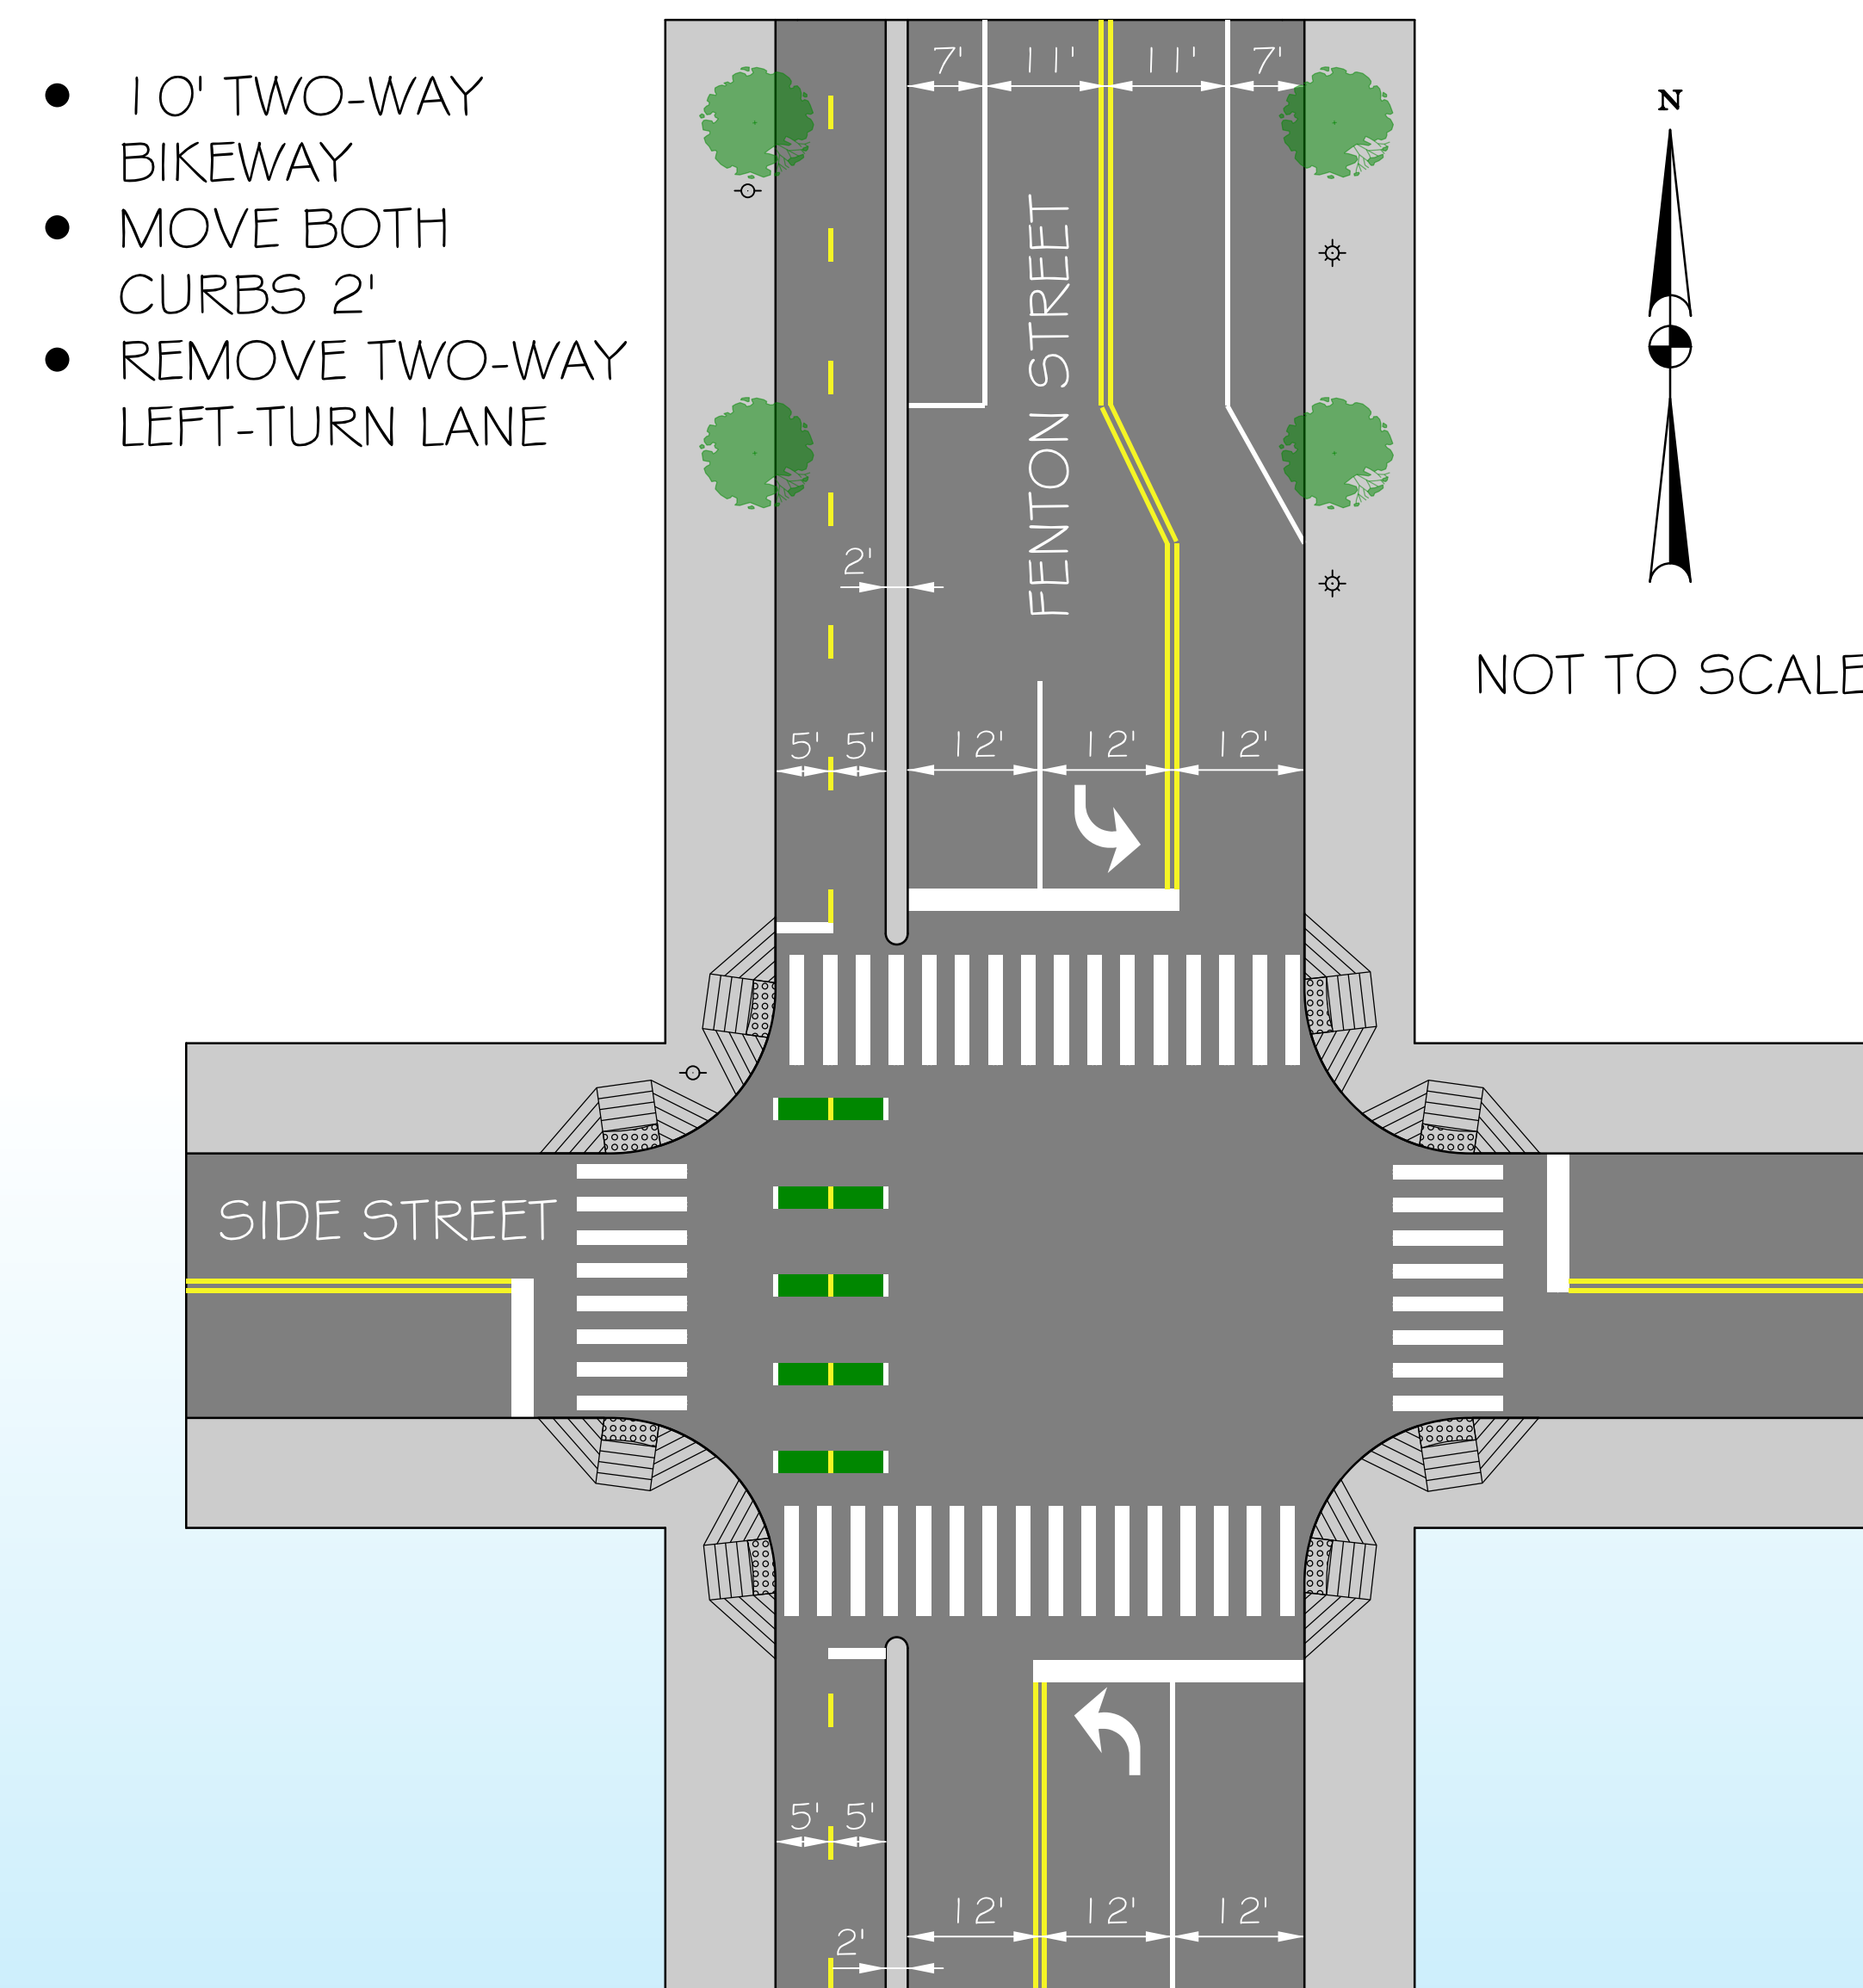 • 10' TWO-WAY
BIKEWAY
• MOVE BOTH
CURBS 2'
• REMOVE TWO-WAY
LEFT-TURN LANE
7' 11' 11' 7'
N
FENTON STREET
2'
NOT TO SCALE
5' 5' 12' 12' 12'
SIDE STREET
5' 5'
12' 12' 12'
2'